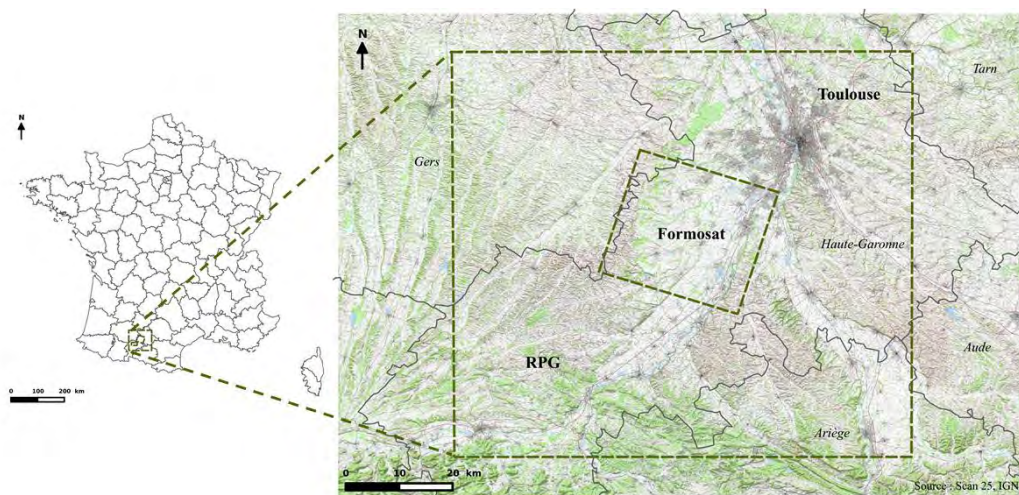 N
0 100 200 km
N
Tarn
Toulouse
Gers
Formosat
Haute-Garonne
RPG
Aude
Ariège
0 10 20 km
Source : Scan 25, IGN